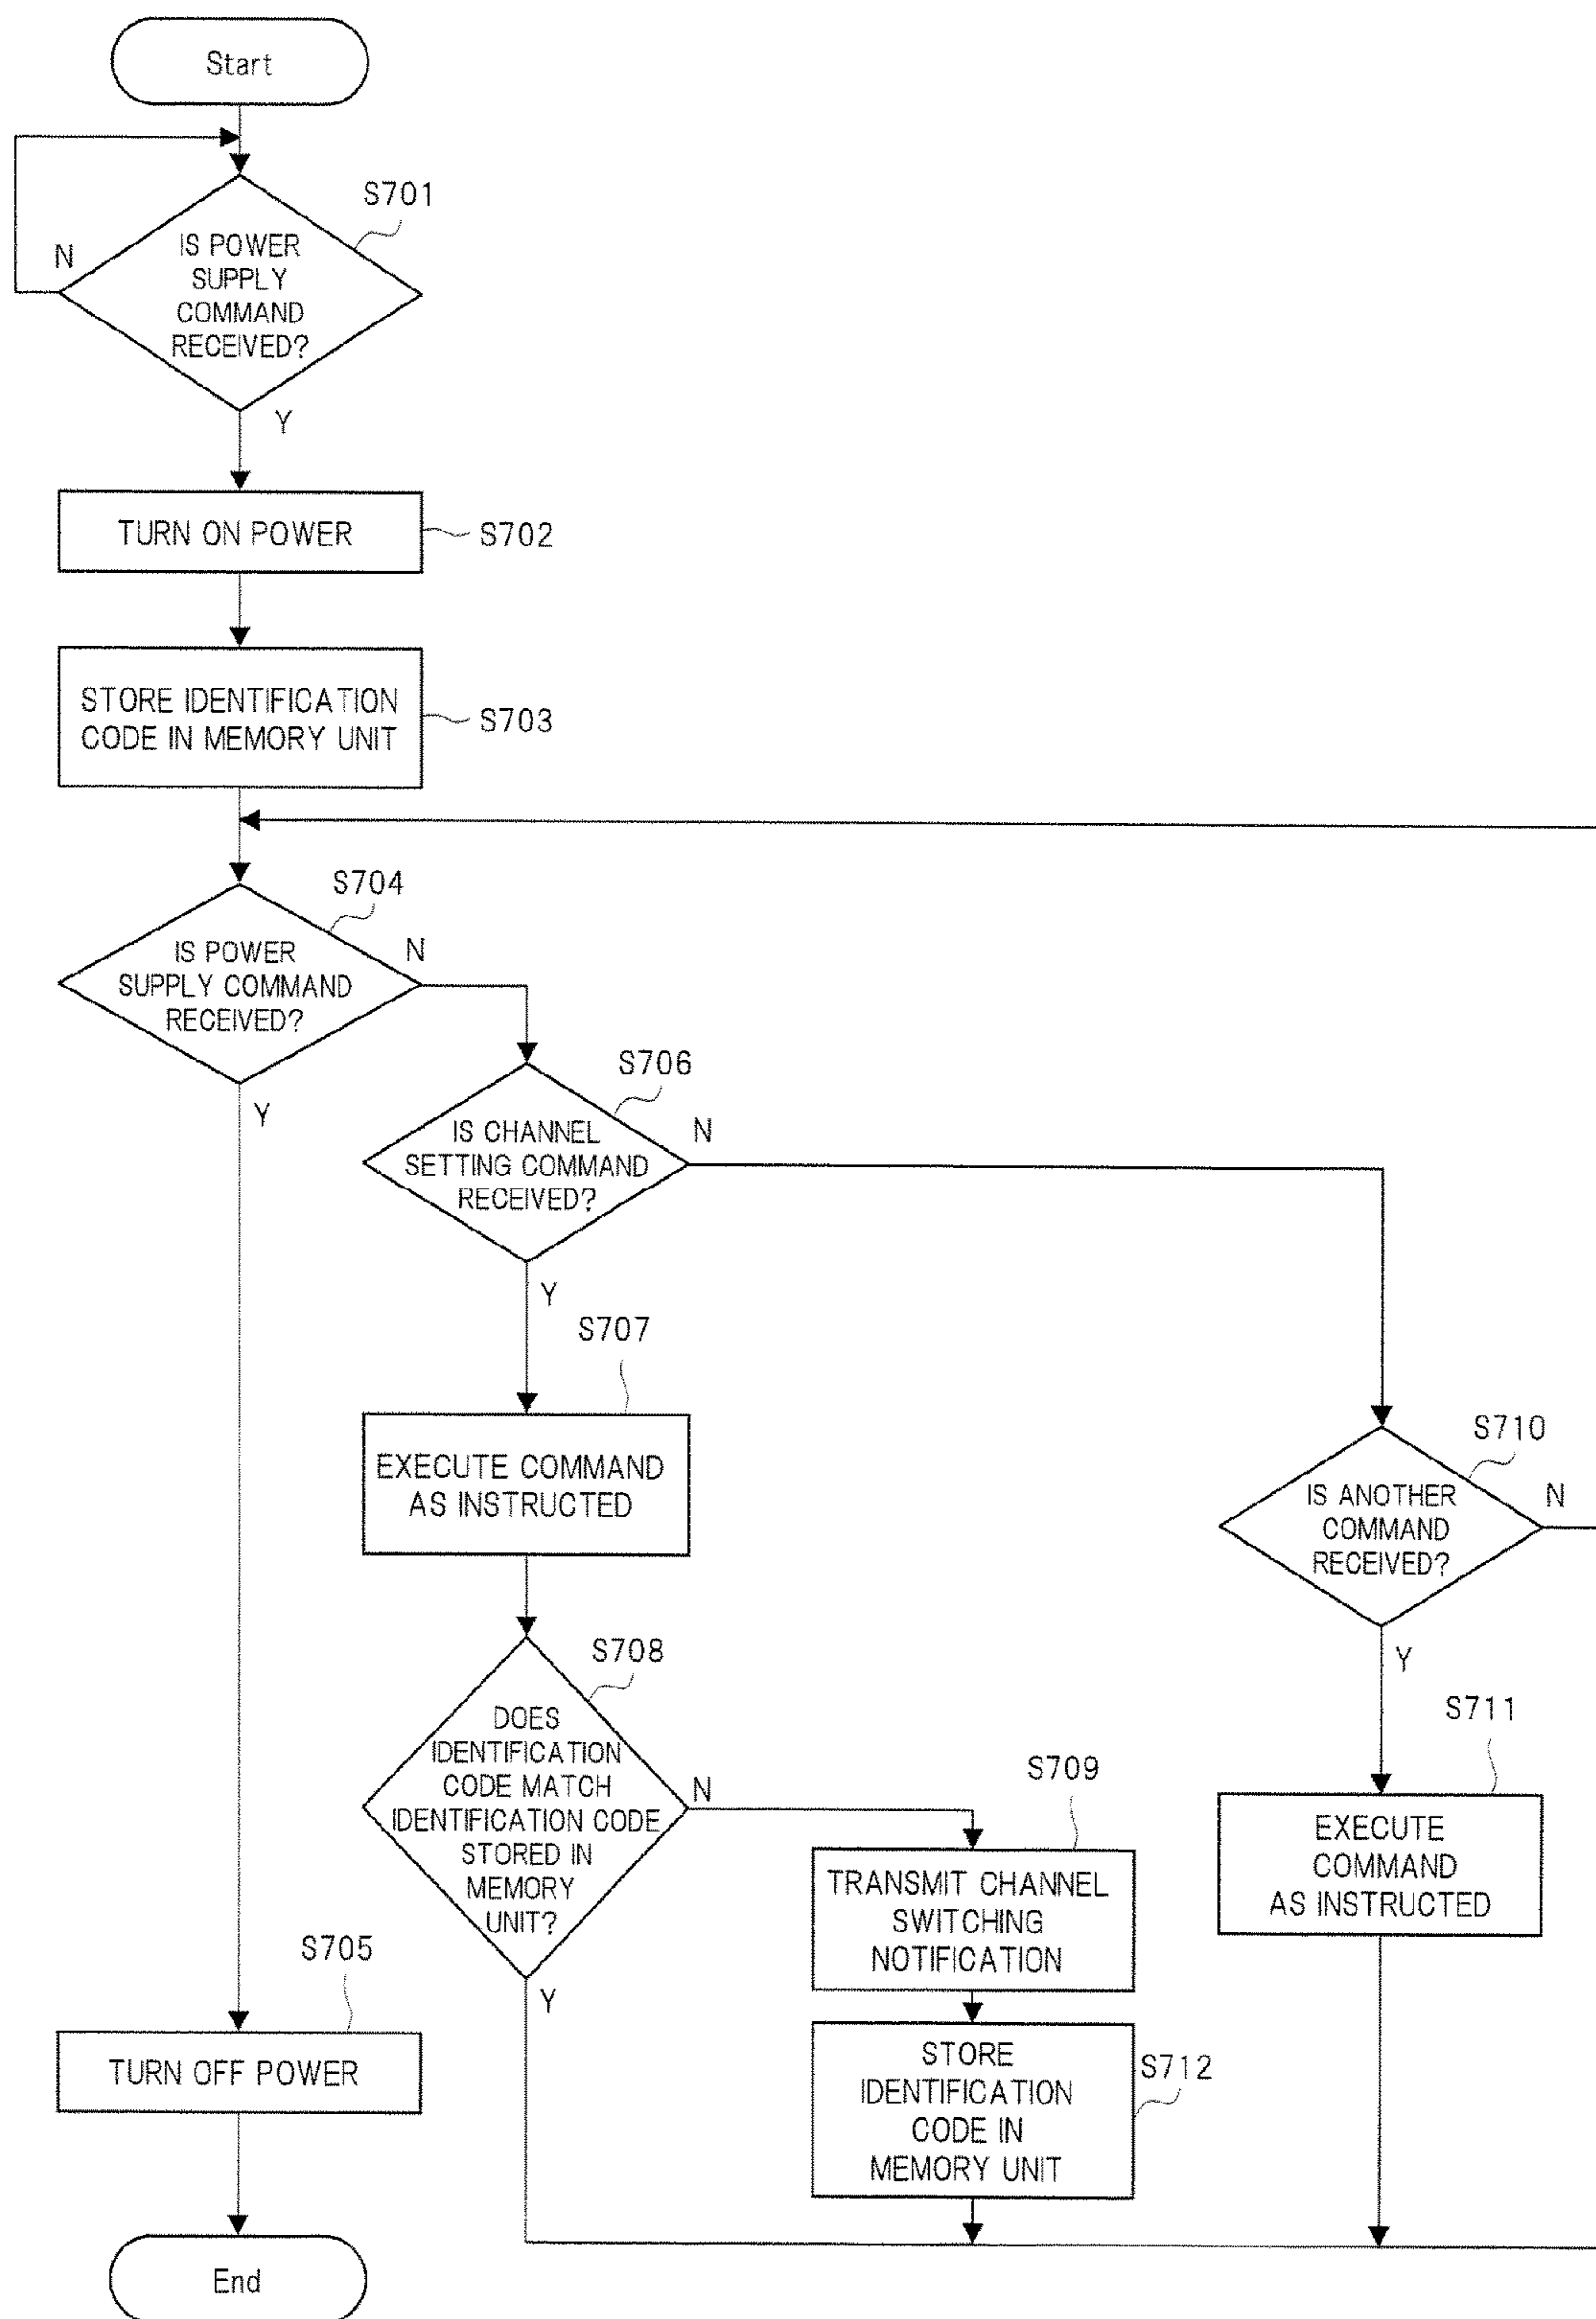 Start
S701
N
IS POWER
SUPPLY
COMMAND
RECEIVED?
Y
TURN ON POWER
S702
STORE IDENTIFICATION
CODE IN MEMORY UNIT
S703
S704
N
IS POWER
SUPPLY COMMAND
RECEIVED?
Y
S706
N
IS CHANNEL
SETTING COMMAND
RECEIVED?
Y
S707
EXECUTE COMMAND
AS INSTRUCTED
S710
N
IS ANOTHER
COMMAND
RECEIVED?
Y
S708
DOES
IDENTIFICATION
CODE MATCH
IDENTIFICATION CODE
STORED IN
MEMORY
UNIT?
N
Y
S709
TRANSMIT CHANNEL
SWITCHING
NOTIFICATION
S711
EXECUTE
COMMAND
AS INSTRUCTED
S705
TURN OFF POWER
STORE
IDENTIFICATION
CODE IN
MEMORY UNIT
S712
End